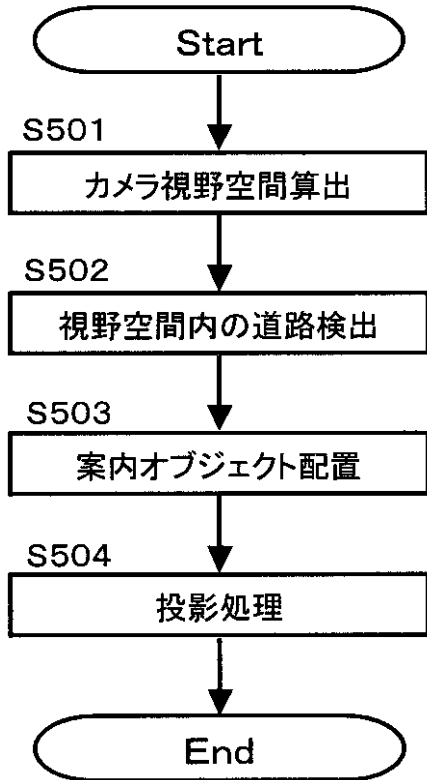 Start
S501
カメラ視野空間算出
S502
視野空間内の道路検出
S503
案内オブジェクト配置
S504
投影処理
End